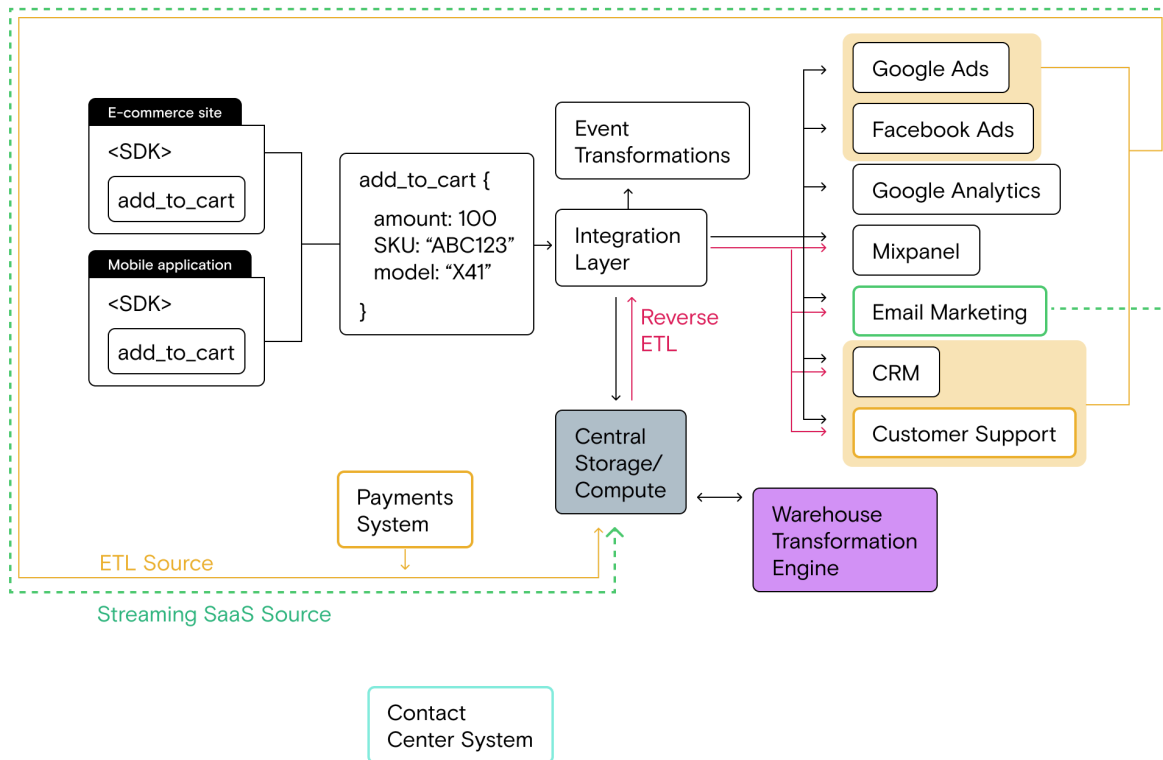 E-commerce site
<SDK>
add_to_cart
Mobile application
<SDK>
add_to_cart
add_to_cart {
amount: 100
SKU: “ABC123”
model: “X41”
}
Event
Transformations
Integration
Layer
Reverse
ETL
Central
Storage/
Compute
Warehouse
Transformation
Engine
Google Ads
Facebook Ads
Google Analytics
Mixpanel
Email Marketing
CRM
Customer Support
Payments
System
ETL Source
Streaming SaaS Source
Contact
Center System